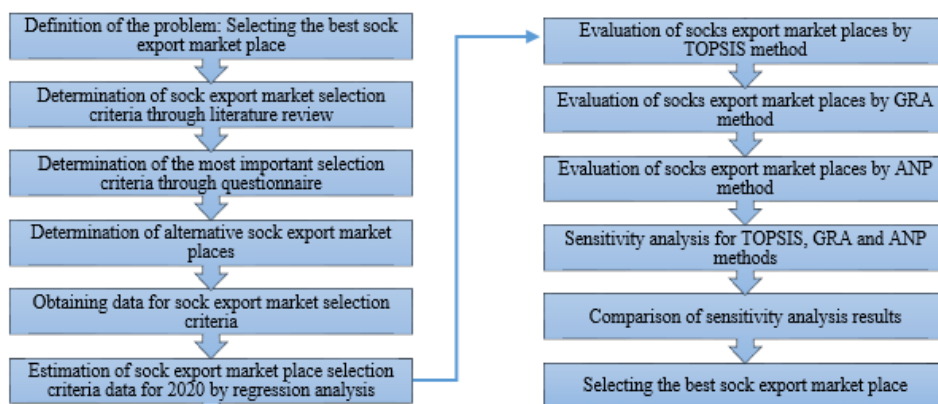 Definition of the problem: Selecting the best sock
export market place
Determination of sock export market selection
criteria through literature review
Determination of the most important selection
criteria through questionnaire
Determination of alternative sock export market
places
Obtaining data for sock export market selection
criteria
Estimation of sock export market place selection
criteria data for 2020 by regression analysis
Evaluation of socks export market places by
TOPSIS method
Evaluation of socks export market places by GRA
method
Evaluation of socks export market places by ANP
method
Sensitivity analysis for TOPSIS, GRA and ANP
methods
Comparison of sensitivity analysis results
Selecting the best sock export market place